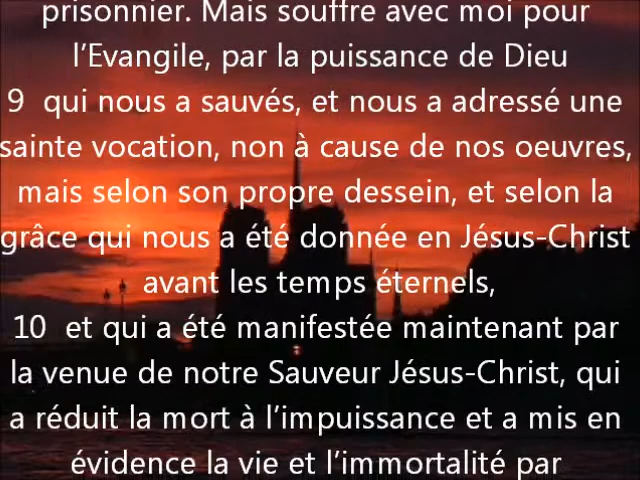 prisonnier. Mais souffre avec moi pour
l’Evangile, par la puissance de Dieu
9  qui nous a sauvés, et nous a adressé une
sainte vocation, non à cause de nos oeuvres,
mais selon son propre dessein, et selon la
grâce qui nous a été donnée en Jésus-Christ
avant les temps éternels,
10  et qui a été manifestée maintenant par
la venue de notre Sauveur Jésus-Christ, qui
a réduit la mort à l’impuissance et a mis en
évidence la vie et l’immortalité par